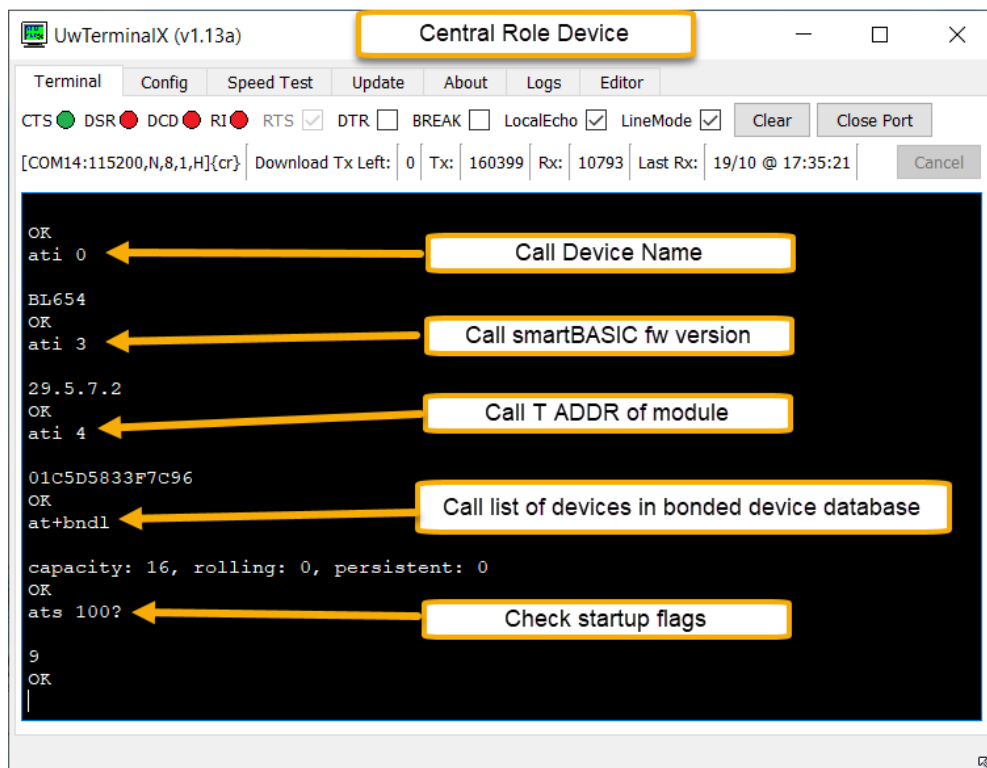 UwTerminalX (v1.13a)
Central Role Device
Terminal Config Speed Test Update About Logs Editor
CTS DSR DCD RI RTS DTR BREAK LocalEcho LineMode Clear Close Port
[COM14:115200,N,8,1,H]{cr} Download Tx Left: 0 Tx: 160399 Rx: 10793 Last Rx: 19/10 @ 17:35:21 Cancel
OK
ati 0
Call Device Name
BL654
OK
ati 3
Call smartBASIC fw version
29.5.7.2
OK
ati 4
Call T ADDR of module
01C5D5833F7C96
OK
at+bndl
Call list of devices in bonded device database
capacity: 16, rolling: 0, persistent: 0
OK
ats 100?
Check startup flags
9
OK